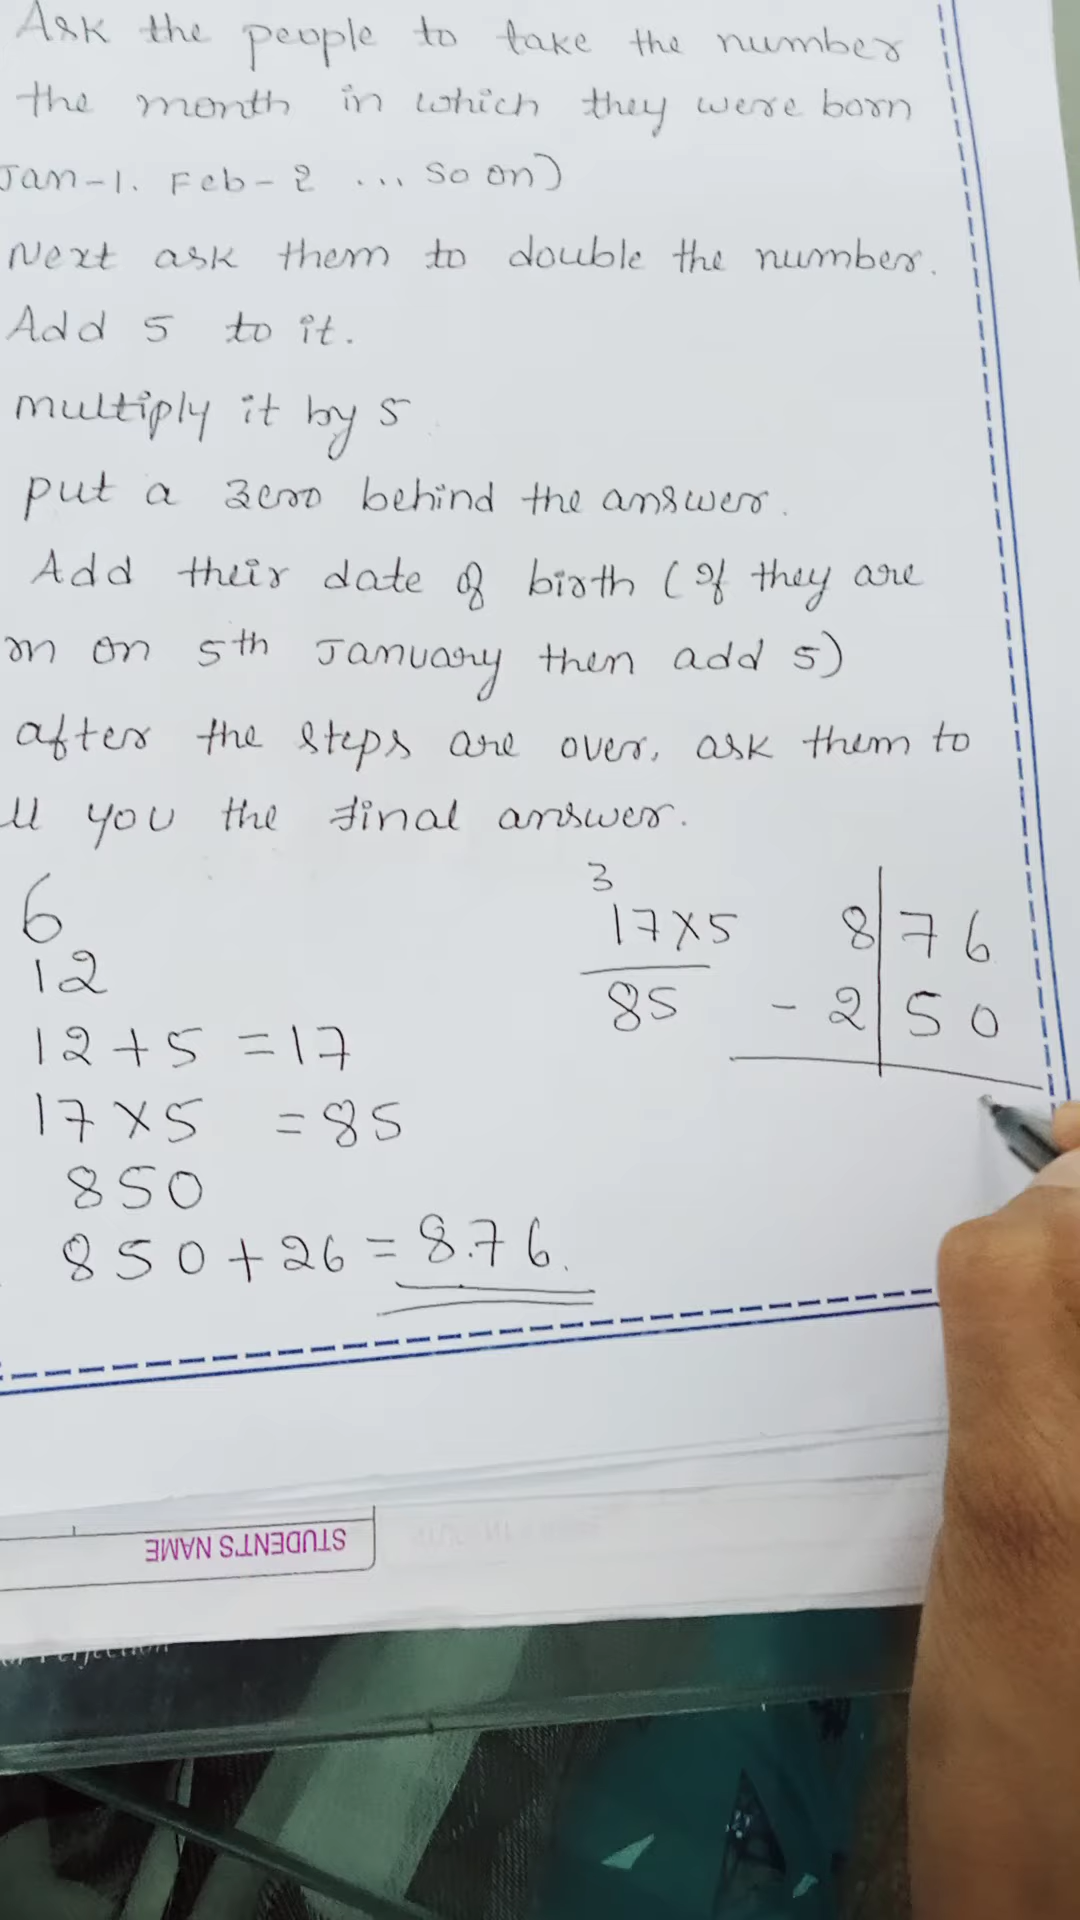 Ask the people to take the number
the month in which they were born
Jan-1. Feb-2 ... so on)
Next ask them to double the number.
Add 5 to it.
multiply it by 5
put a zero behind the answer.
Add their date of birth (If they are
on 5th January then add 5)
after the steps are over, ask them to
you the final answer.
6
12
12+5 =17
17×5 =85
850
850+26 = 876.
3
17×5
85
8|76
- 2|50
STUDENT'S NAME